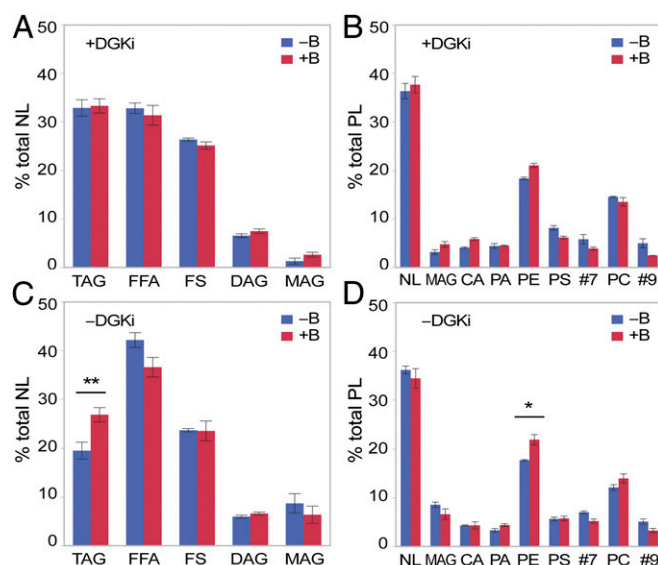 A
+DGKi
–B
+B
% total NL
50
40
30
20
10
0
TAG FFA FS DAG MAG
B
+DGKi
–B
+B
% total PL
50
40
30
20
10
0
NL MAG CA PA PE PS #7 PC #9
C
–DGKi
–B
+B
% total NL
50
40
30
20
10
0
**
TAG FFA FS DAG MAG
D
–DGKi
–B
+B
% total PL
50
40
30
20
10
0
*
NL MAG CA PA PE PS #7 PC #9